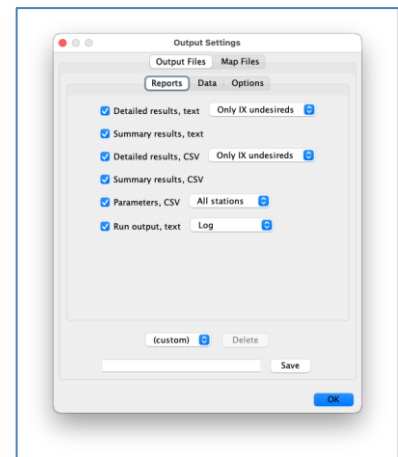 Output Settings
Output Files Map Files
Reports Data Options
Detailed results, text Only IX undesireds
Summary results, text
Detailed results, CSV Only IX undesireds
Summary results, CSV
Parameters, CSV All stations
Run output, text Log
(custom) Delete
Save
OK